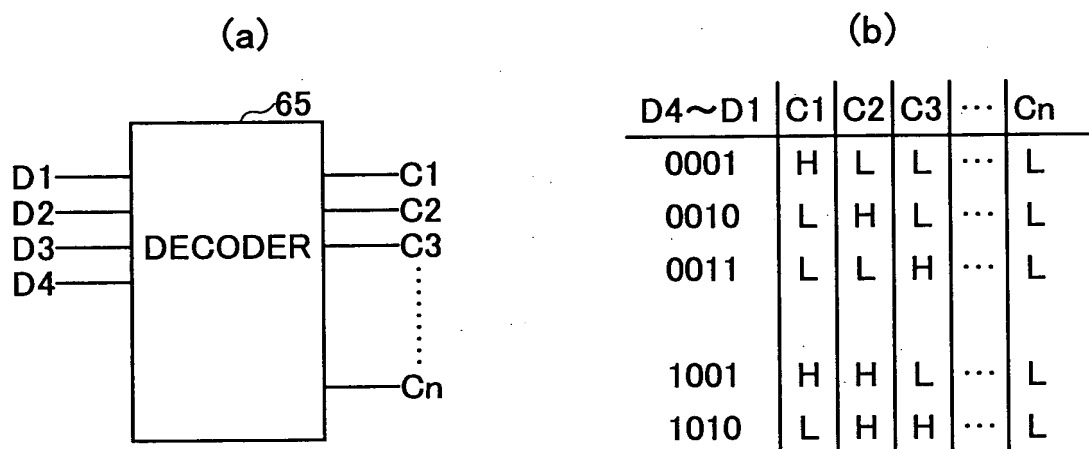 (a)
65
D1
D2
D3
D4
DECODER
C1
C2
C3
Cn
(b)
D4～D1 C1 C2 C3 ··· Cn
0001 H L L ··· L
0010 L H L ··· L
0011 L L H ··· L
1001 H H L ··· L
1010 L H H ··· L